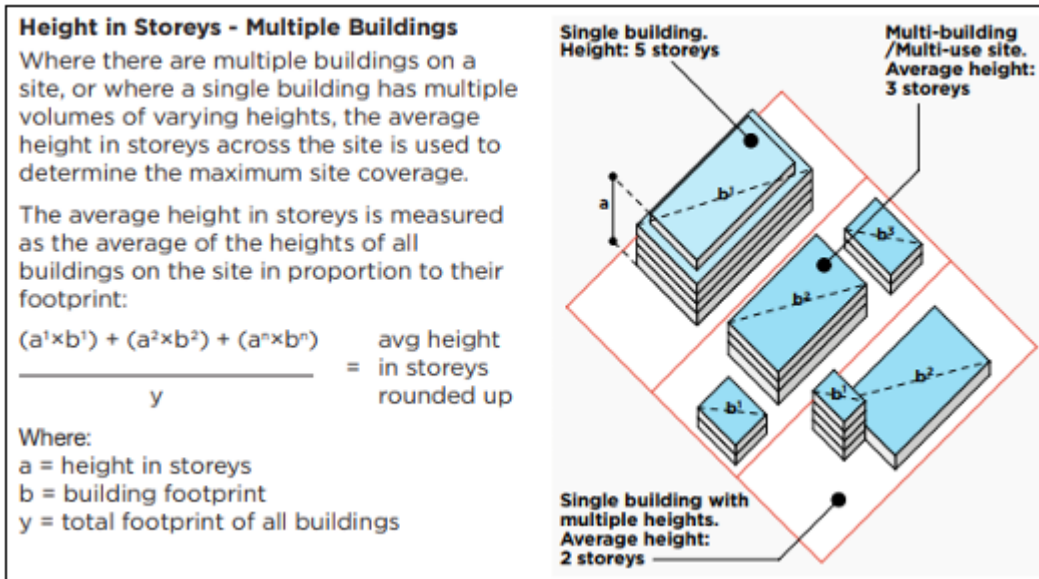 Height in Storeys - Multiple Buildings
Where there are multiple buildings on a
site, or where a single building has multiple
volumes of varying heights, the average
height in storeys across the site is used to
determine the maximum site coverage.
The average height in storeys is measured
as the average of the heights of all
buildings on the site in proportion to their
footprint:
(a¹×b¹) + (a²×b²) + (aⁿ×bⁿ)
y
= avg height
in storeys
rounded up
Where:
a = height in storeys
b = building footprint
y = total footprint of all buildings
Single building.
Height: 5 storeys
Multi-building
/Multi-use site.
Average height:
3 storeys
a
b¹
b³
b²
b¹
b¹
b²
Single building with
multiple heights.
Average height:
2 storeys